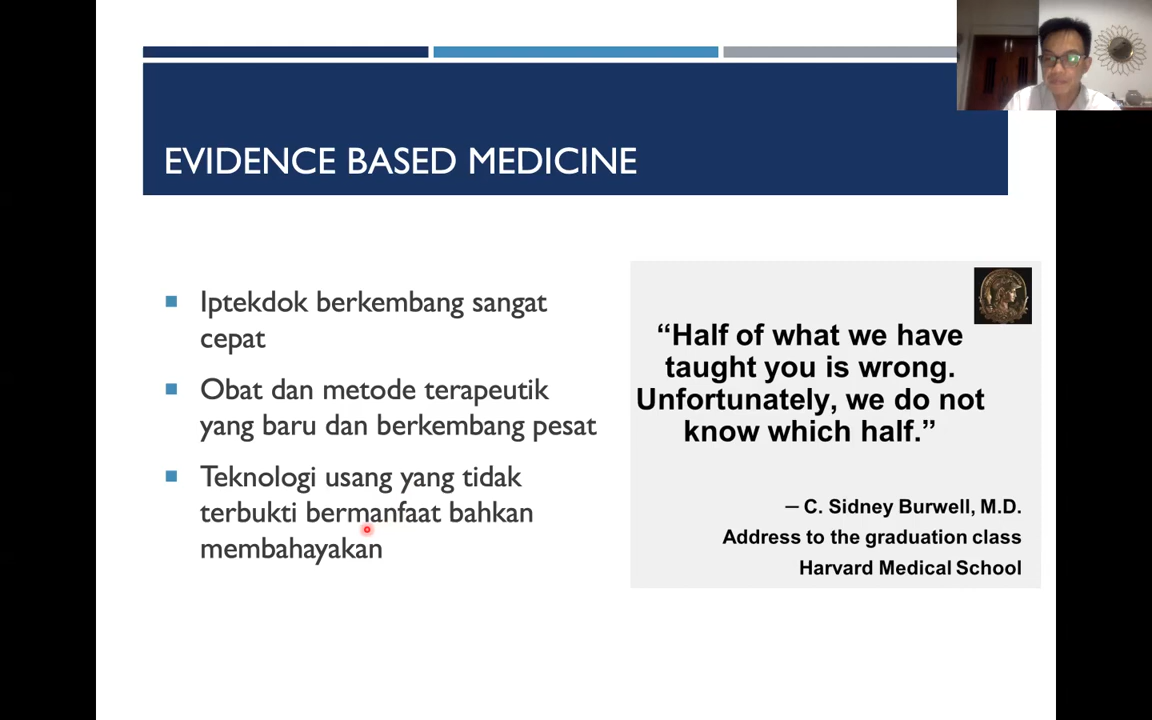 EVIDENCE BASED MEDICINE
Iptekdok berkembang sangat
cepat
Obat dan metode terapeutik
yang baru dan berkembang pesat
Teknologi usang yang tidak
terbukti bermanfaat bahkan
membahayakan
“Half of what we have
taught you is wrong.
Unfortunately, we do not
know which half.”
— C. Sidney Burwell, M.D.
Address to the graduation class
Harvard Medical School